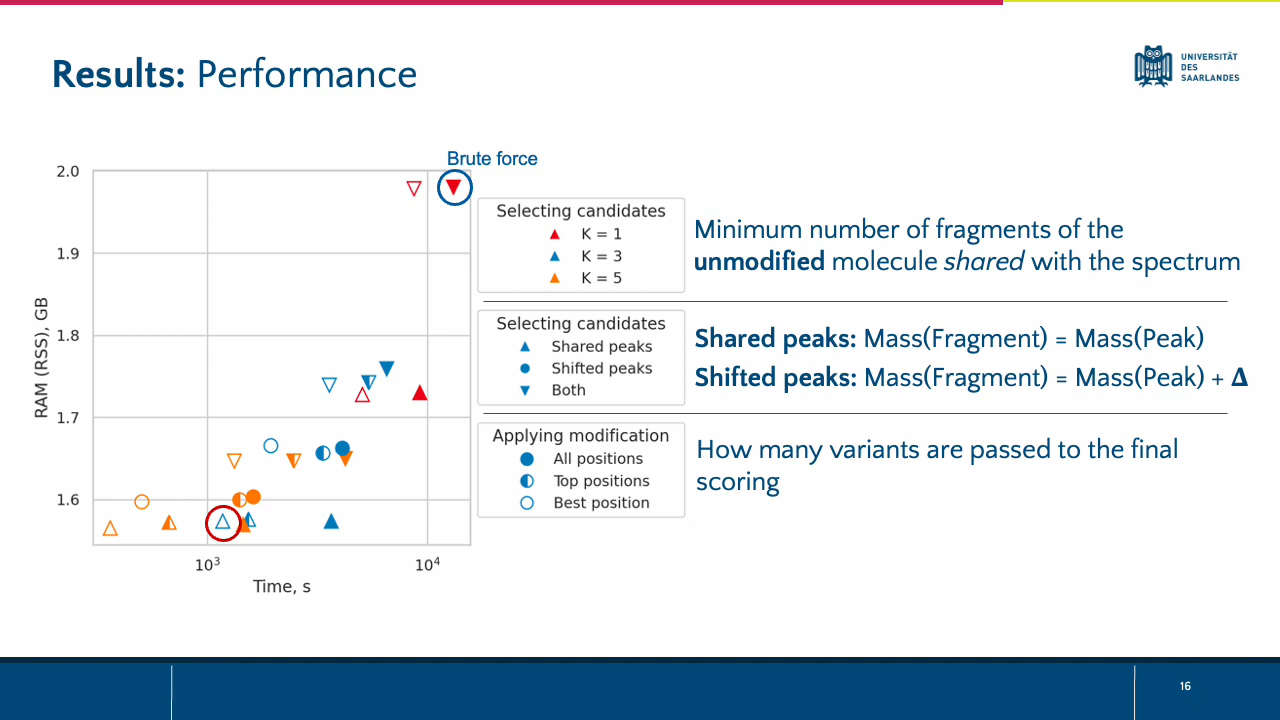 Results: Performance
UNIVERSITÄT
DES
SAARLANDES
Brute force
2.0
1.9
1.8
1.7
1.6
RAM (RSS), GB
10³
10⁴
Time, s
Selecting candidates
K = 1
K = 3
K = 5
Minimum number of fragments of the
unmodified molecule shared with the spectrum
Selecting candidates
Shared peaks
Shifted peaks
Both
Shared peaks: Mass(Fragment) = Mass(Peak)
Shifted peaks: Mass(Fragment) = Mass(Peak) + Δ
Applying modification
All positions
Top positions
Best position
How many variants are passed to the final
scoring
16